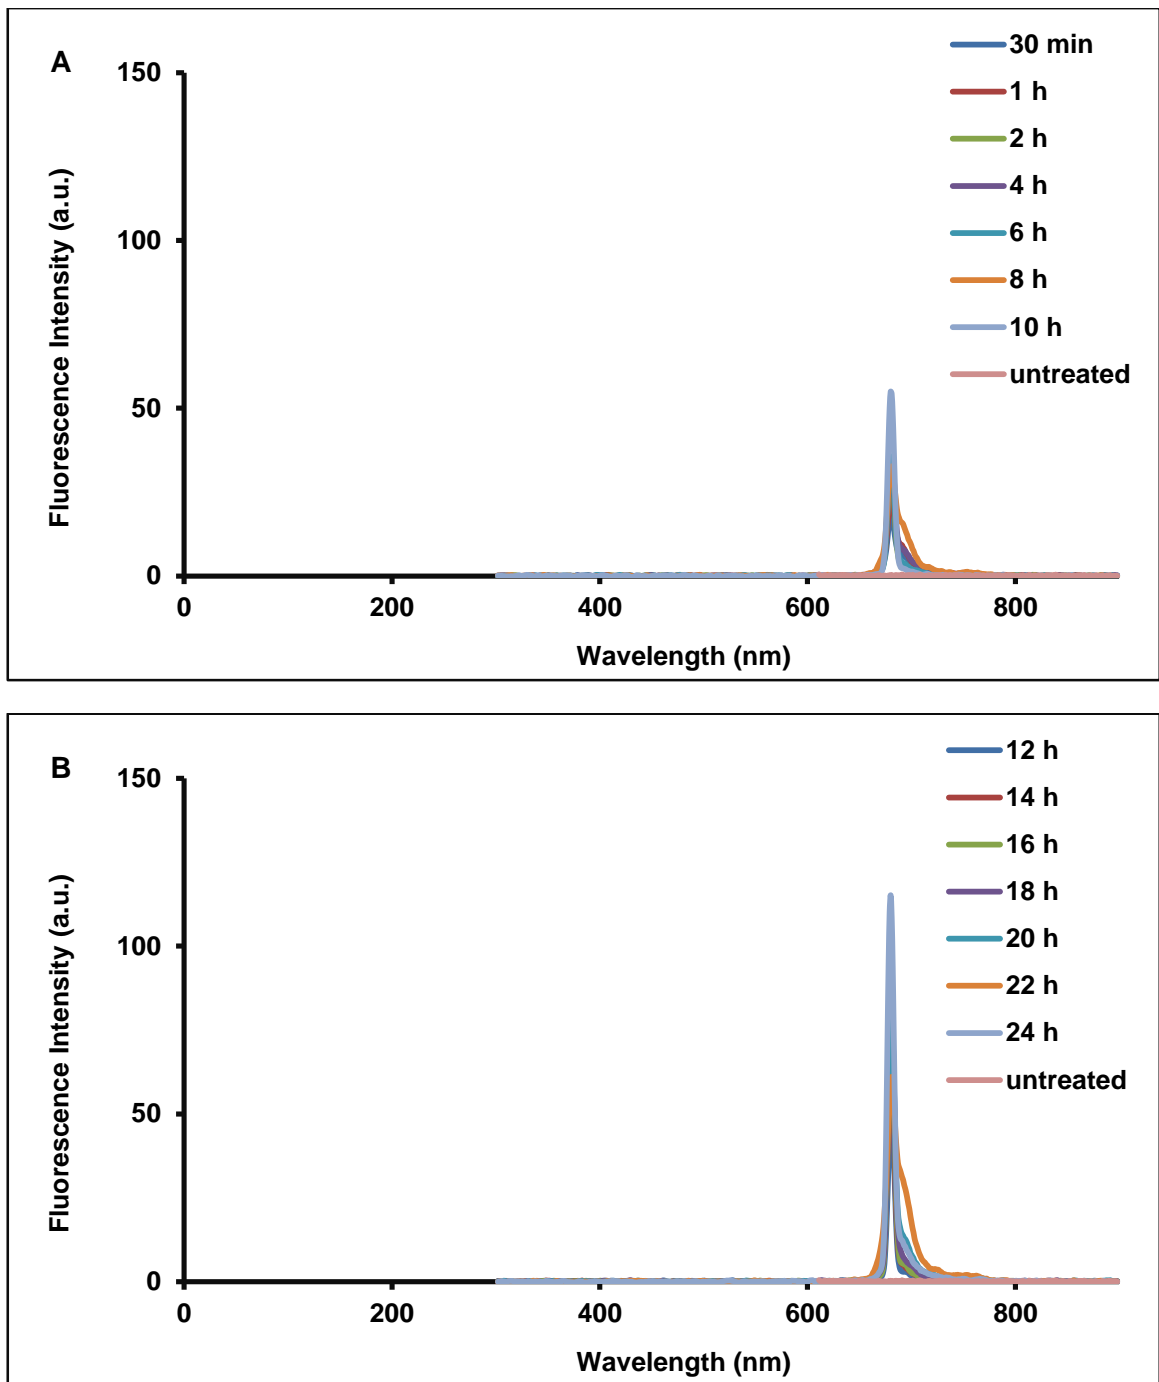 A
30 min
1 h
2 h
4 h
6 h
8 h
10 h
untreated
150
100
50
0
Fluorescence Intensity (a.u.)
0 200 400 600 800
Wavelength (nm)
B
12 h
14 h
16 h
18 h
20 h
22 h
24 h
untreated
150
100
50
0
Fluorescence Intensity (a.u.)
0 200 400 600 800
Wavelength (nm)